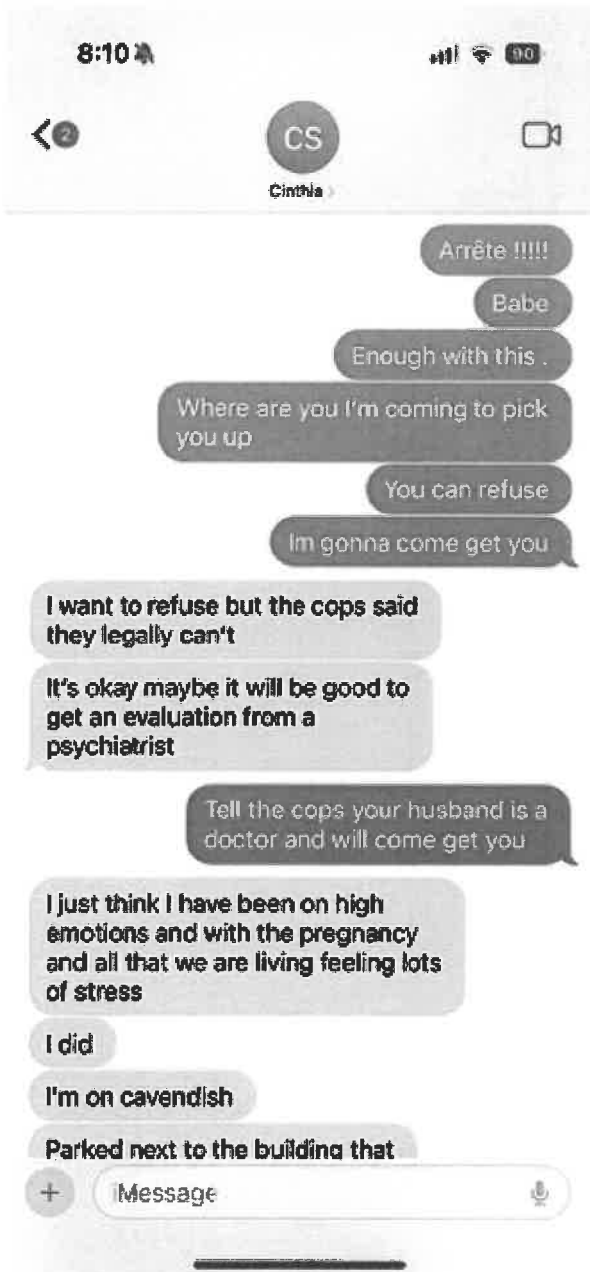 8:10
90
2
CS
Cinthia
Arrête !!!!!
Babe
Enough with this .
Where are you I'm coming to pick
you up
You can refuse
Im gonna come get you
I want to refuse but the cops said
they legally can't
It's okay maybe it will be good to
get an evaluation from a
psychiatrist
Tell the cops your husband is a
doctor and will come get you
I just think I have been on high
emotions and with the pregnancy
and all that we are living feeling lots
of stress
I did
I'm on cavendish
Parked next to the building that
iMessage